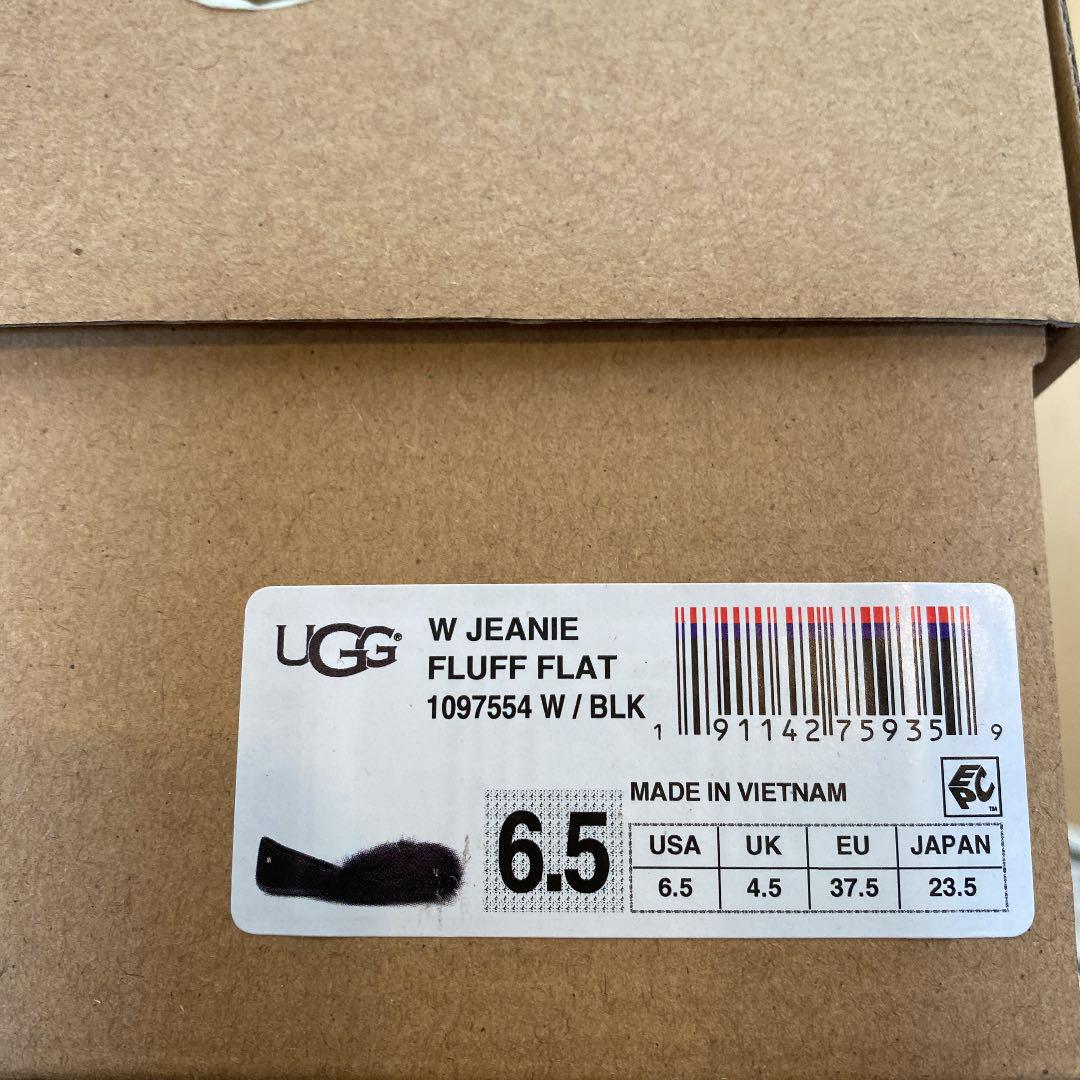 UGG®
W JEANIE
FLUFF FLAT
1097554 W / BLK
1 91142 75935 9
MADE IN VIETNAM
EPC™
6.5
USA UK EU JAPAN
6.5 4.5 37.5 23.5